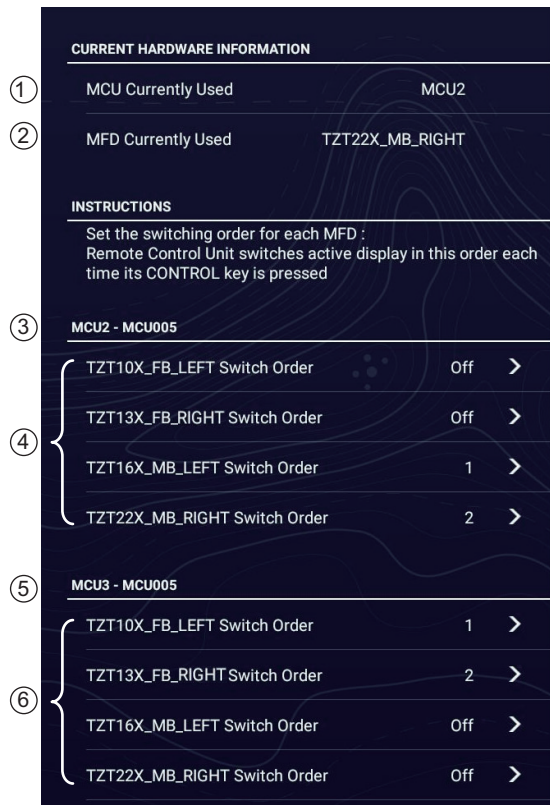 CURRENT HARDWARE INFORMATION
① MCU Currently Used MCU2
② MFD Currently Used TZT22X_MB_RIGHT
INSTRUCTIONS
Set the switching order for each MFD :
Remote Control Unit switches active display in this order each
time its CONTROL key is pressed
③ MCU2 - MCU005
TZT10X_FB_LEFT Switch Order Off >
TZT13X_FB_RIGHT Switch Order Off >
④
TZT16X_MB_LEFT Switch Order 1 >
TZT22X_MB_RIGHT Switch Order 2 >
⑤ MCU3 - MCU005
TZT10X_FB_LEFT Switch Order 1 >
TZT13X_FB_RIGHT Switch Order 2 >
⑥
TZT16X_MB_LEFT Switch Order Off >
TZT22X_MB_RIGHT Switch Order Off >